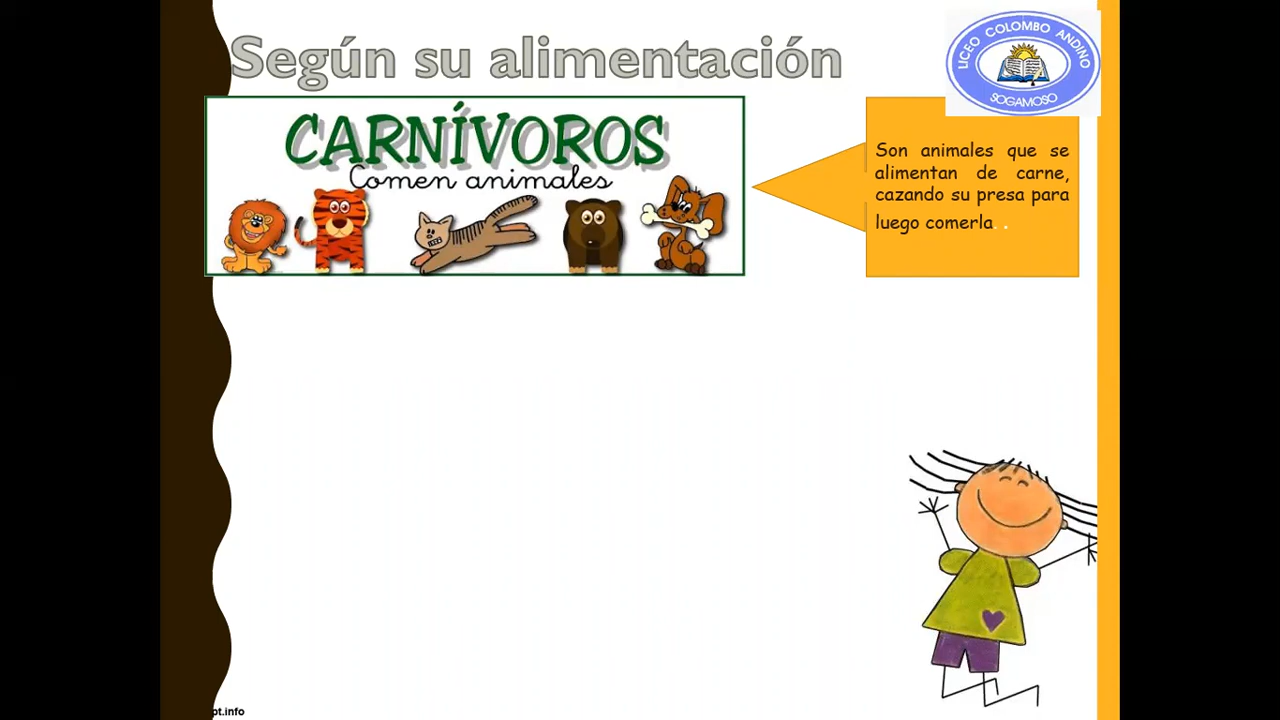 Según su alimentación
LICEO COLOMBO ANDINO
SOGAMOSO
CARNÍVOROS
Comen animales
Son animales que se
alimentan de carne,
cazando su presa para
luego comerla. .
pt.info